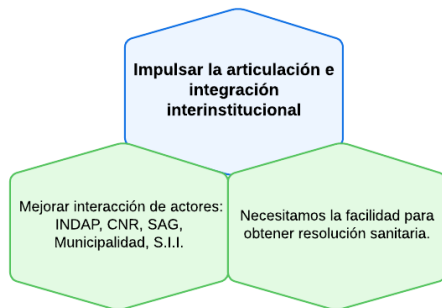 Impulsar la articulación e
integración
interinstitucional
Mejorar interacción de actores:
INDAP, CNR, SAG,
Municipalidad, S.I.I.
Necesitamos la facilidad para
obtener resolución sanitaria.